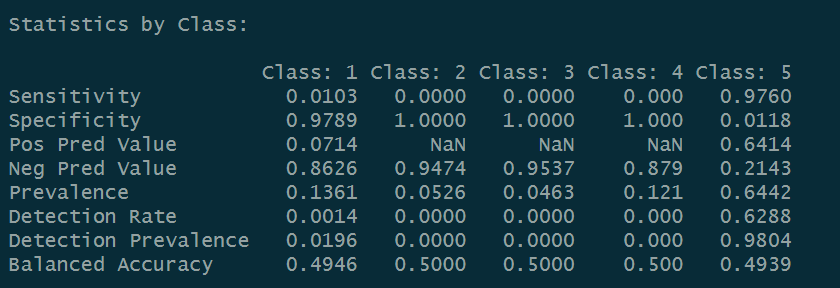 Statistics by Class:
Class: 1 Class: 2 Class: 3 Class: 4 Class: 5
Sensitivity 0.0103 0.0000 0.0000 0.000 0.9760
Specificity 0.9789 1.0000 1.0000 1.000 0.0118
Pos Pred Value 0.0714 NaN NaN NaN 0.6414
Neg Pred Value 0.8626 0.9474 0.9537 0.879 0.2143
Prevalence 0.1361 0.0526 0.0463 0.121 0.6442
Detection Rate 0.0014 0.0000 0.0000 0.000 0.6288
Detection Prevalence 0.0196 0.0000 0.0000 0.000 0.9804
Balanced Accuracy 0.4946 0.5000 0.5000 0.500 0.4939